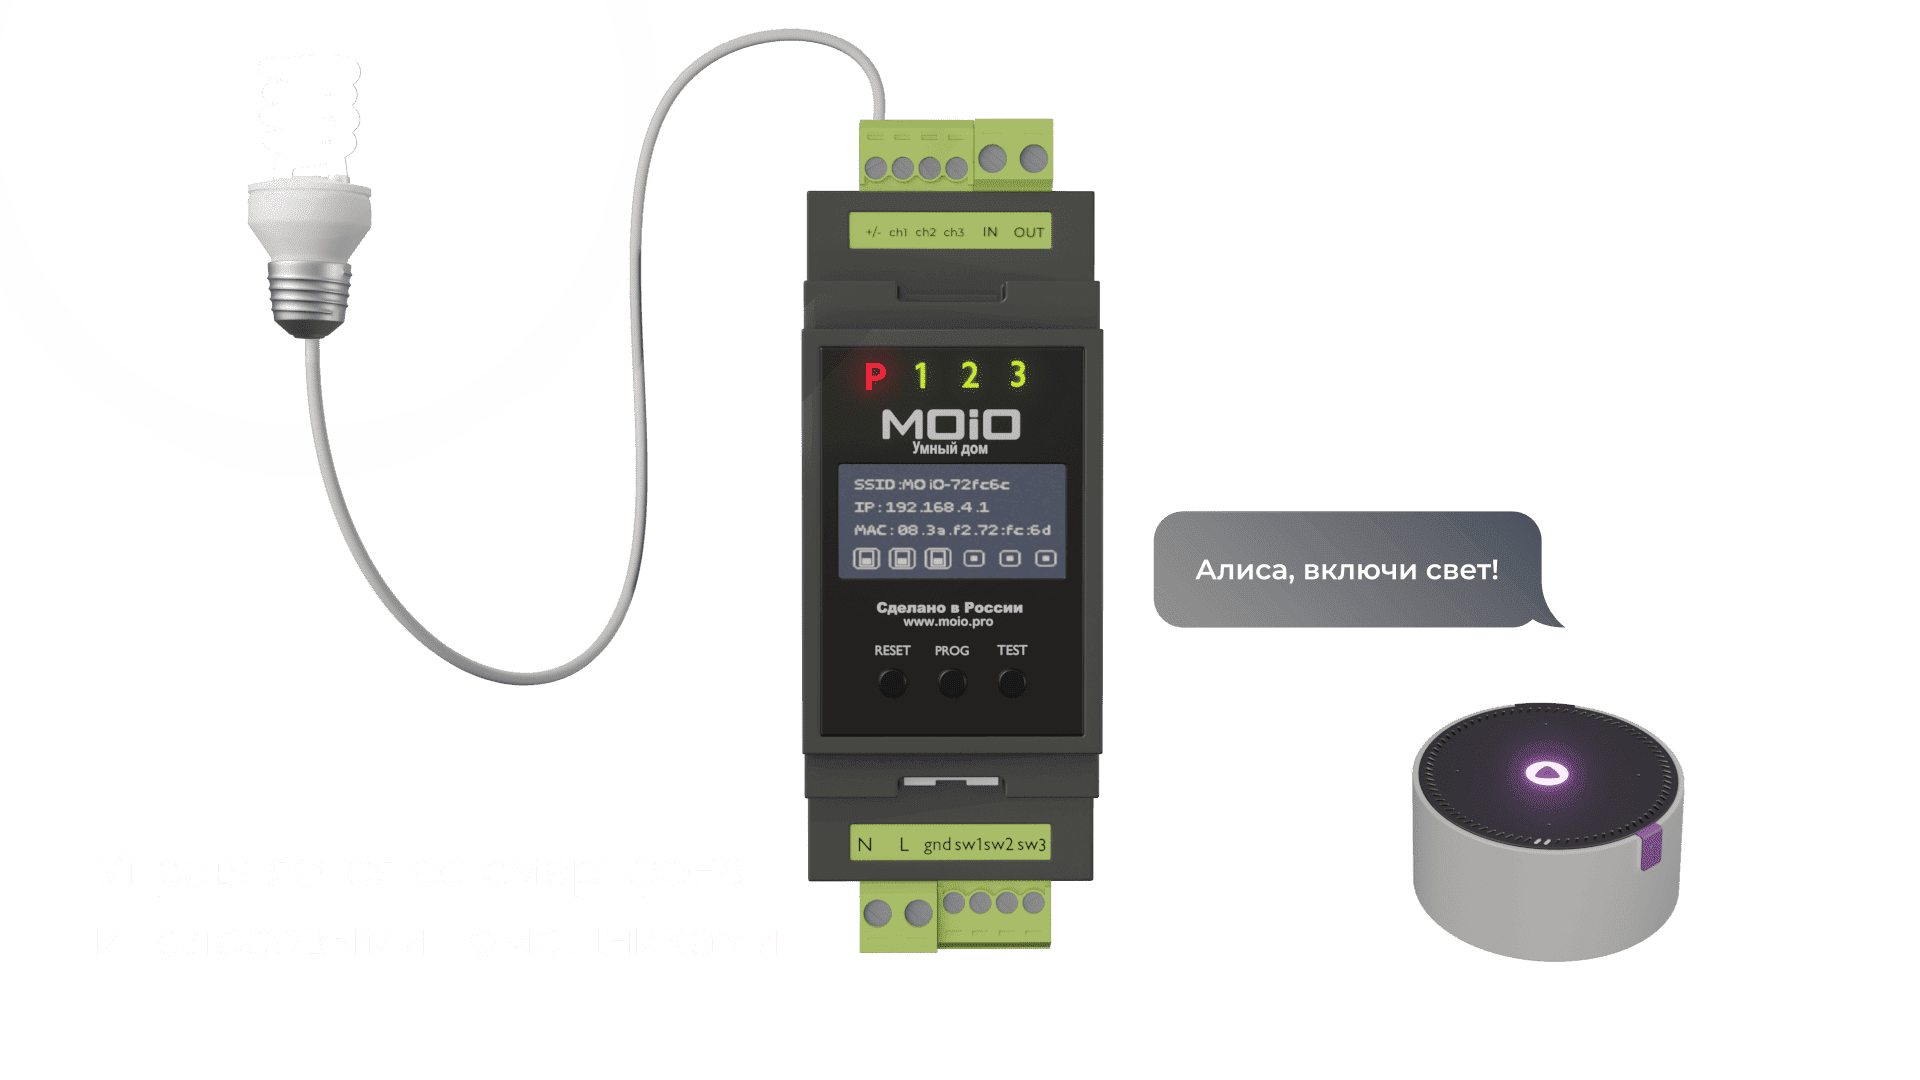 +/- ch1 ch2 ch3 IN OUT
P 1 2 3
MOiO
Умный дом
SSID:MOiO-72fc6c
IP:192.168.4.1
MAC:08.3a.f2.72:fc:6d
Сделано в России
www.moio.pro
RESET PROG TEST
N L gnd sw1 sw2 sw3
Алиса, включи свет!